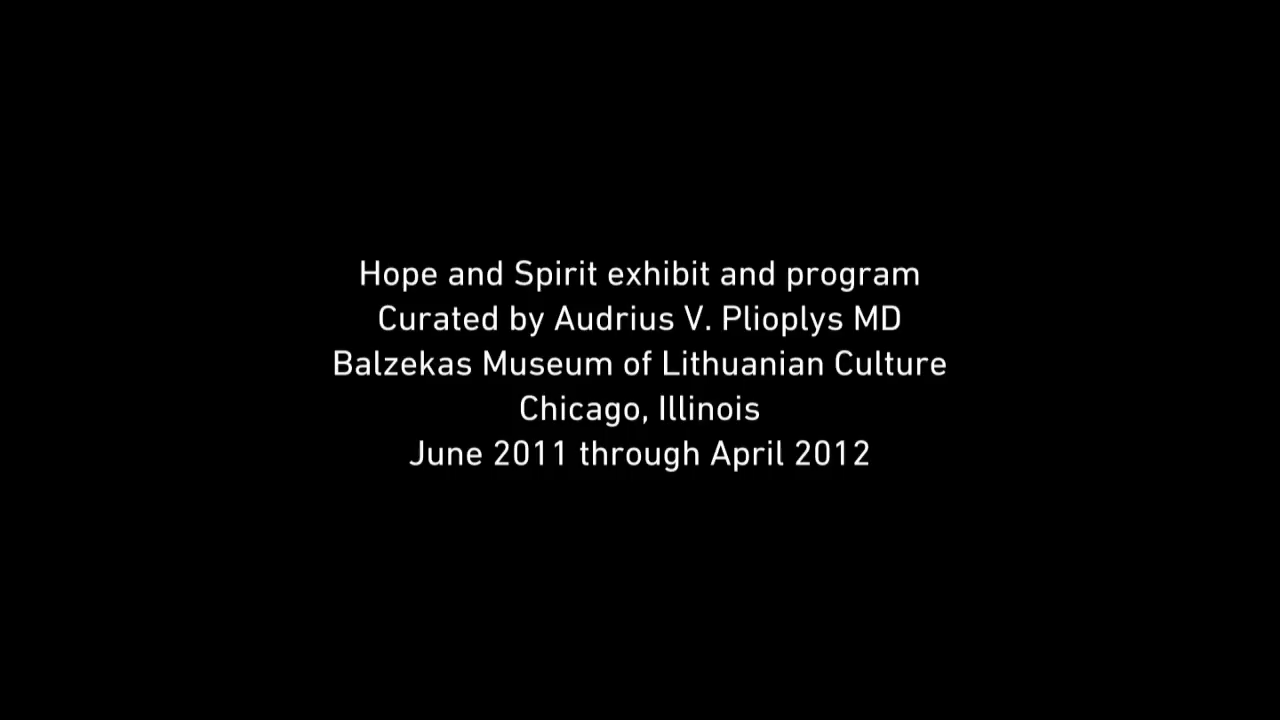 Hope and Spirit exhibit and program
Curated by Audrius V. Plioplys MD
Balzekas Museum of Lithuanian Culture
Chicago, Illinois
June 2011 through April 2012